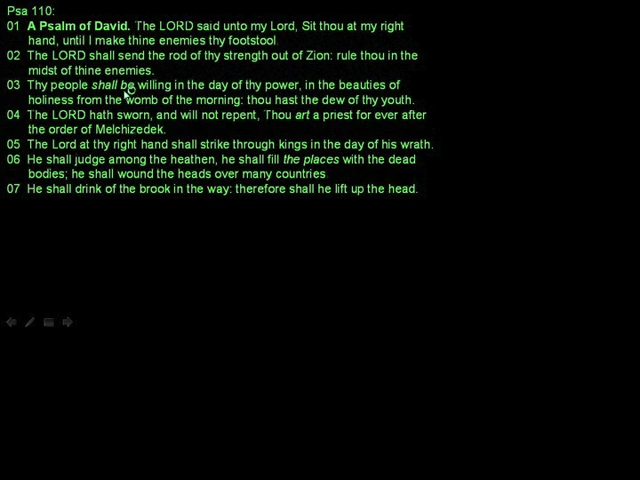 Psa 110:
01 A Psalm of David. The LORD said unto my Lord, Sit thou at my right
hand, until I make thine enemies thy footstool
02 The LORD shall send the rod of thy strength out of Zion: rule thou in the
midst of thine enemies.
03 Thy people shall be willing in the day of thy power, in the beauties of
holiness from the womb of the morning: thou hast the dew of thy youth.
04 The LORD hath sworn, and will not repent, Thou art a priest for ever after
the order of Melchizedek.
05 The Lord at thy right hand shall strike through kings in the day of his wrath.
06 He shall judge among the heathen, he shall fill the places with the dead
bodies; he shall wound the heads over many countries
07 He shall drink of the brook in the way: therefore shall he lift up the head.